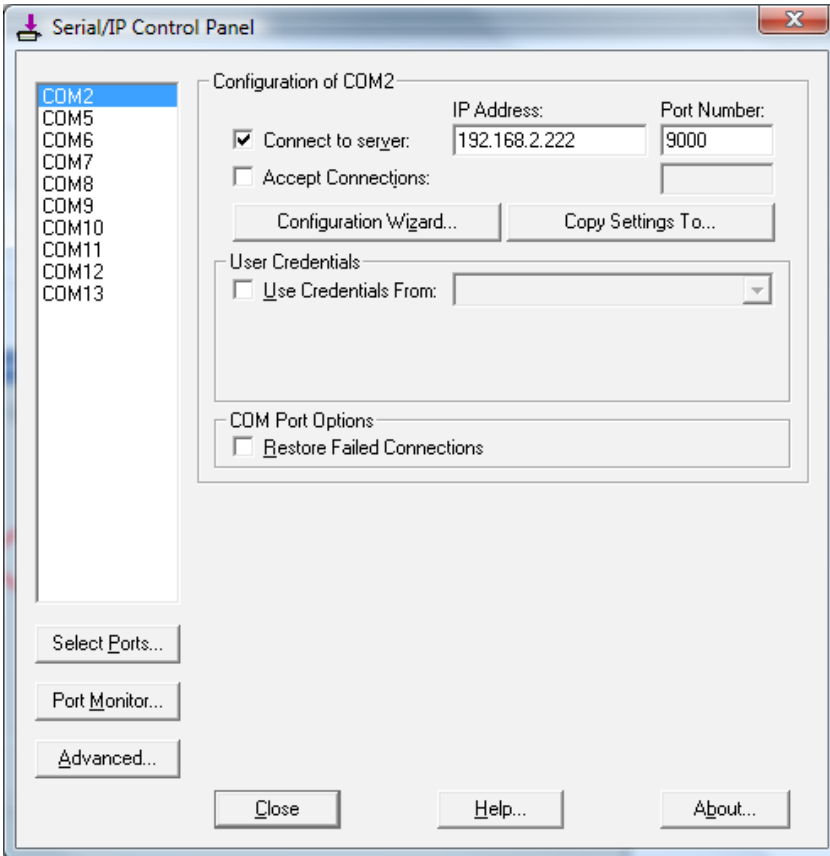 Serial/IP Control Panel
COM2
COM5
COM6
COM7
COM8
COM9
COM10
COM11
COM12
COM13
Select Ports...
Port Monitor...
Advanced...
Configuration of COM2
IP Address:
Port Number:
Connect to server:
192.168.2.222
9000
Accept Connections:
Configuration Wizard...
Copy Settings To...
User Credentials
Use Credentials From:
COM Port Options
Restore Failed Connections
Close
Help...
About...